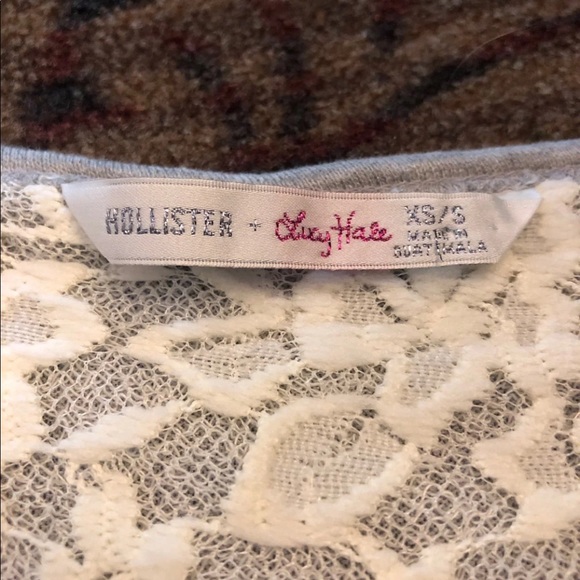 HOLLISTER + Lucy Hale XS/S
MADE IN
GUATEMALA